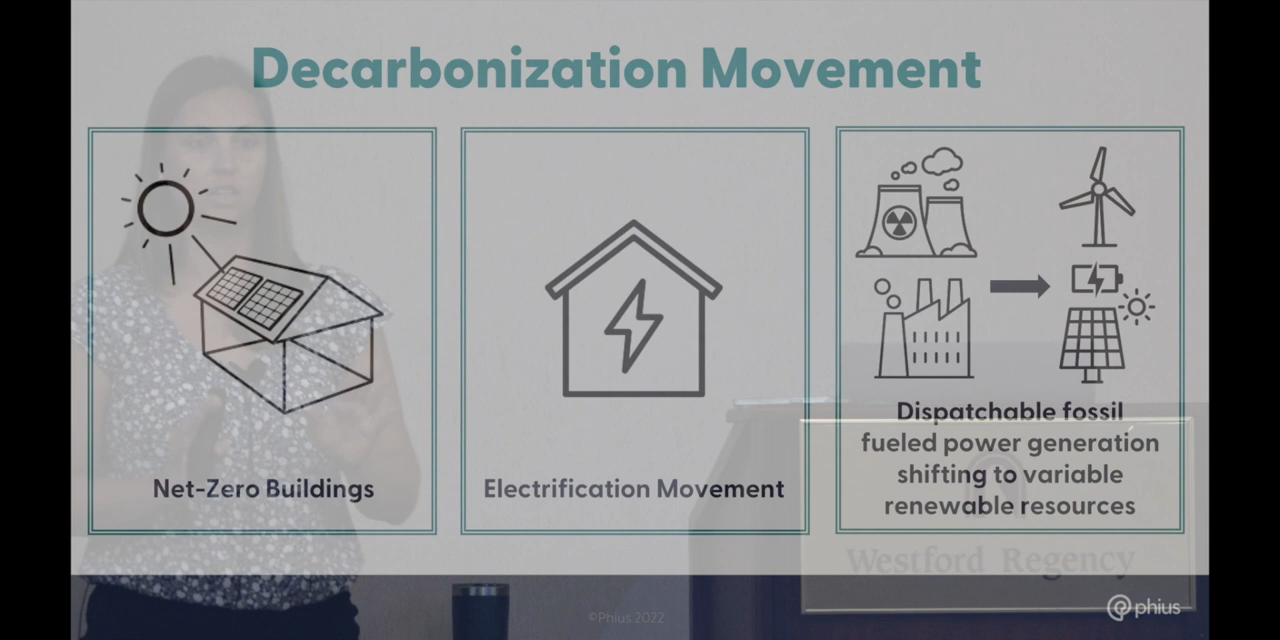 Decarbonization Movement
Net-Zero Buildings
Electrification Movement
Dispatchable fossil
fueled power generation
shifting to variable
renewable resources
Westford Regency
©Phius 2022
phius